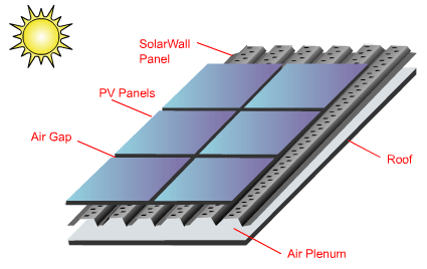 SolarWall
Panel
PV Panels
Air Gap
Roof
Air Plenum